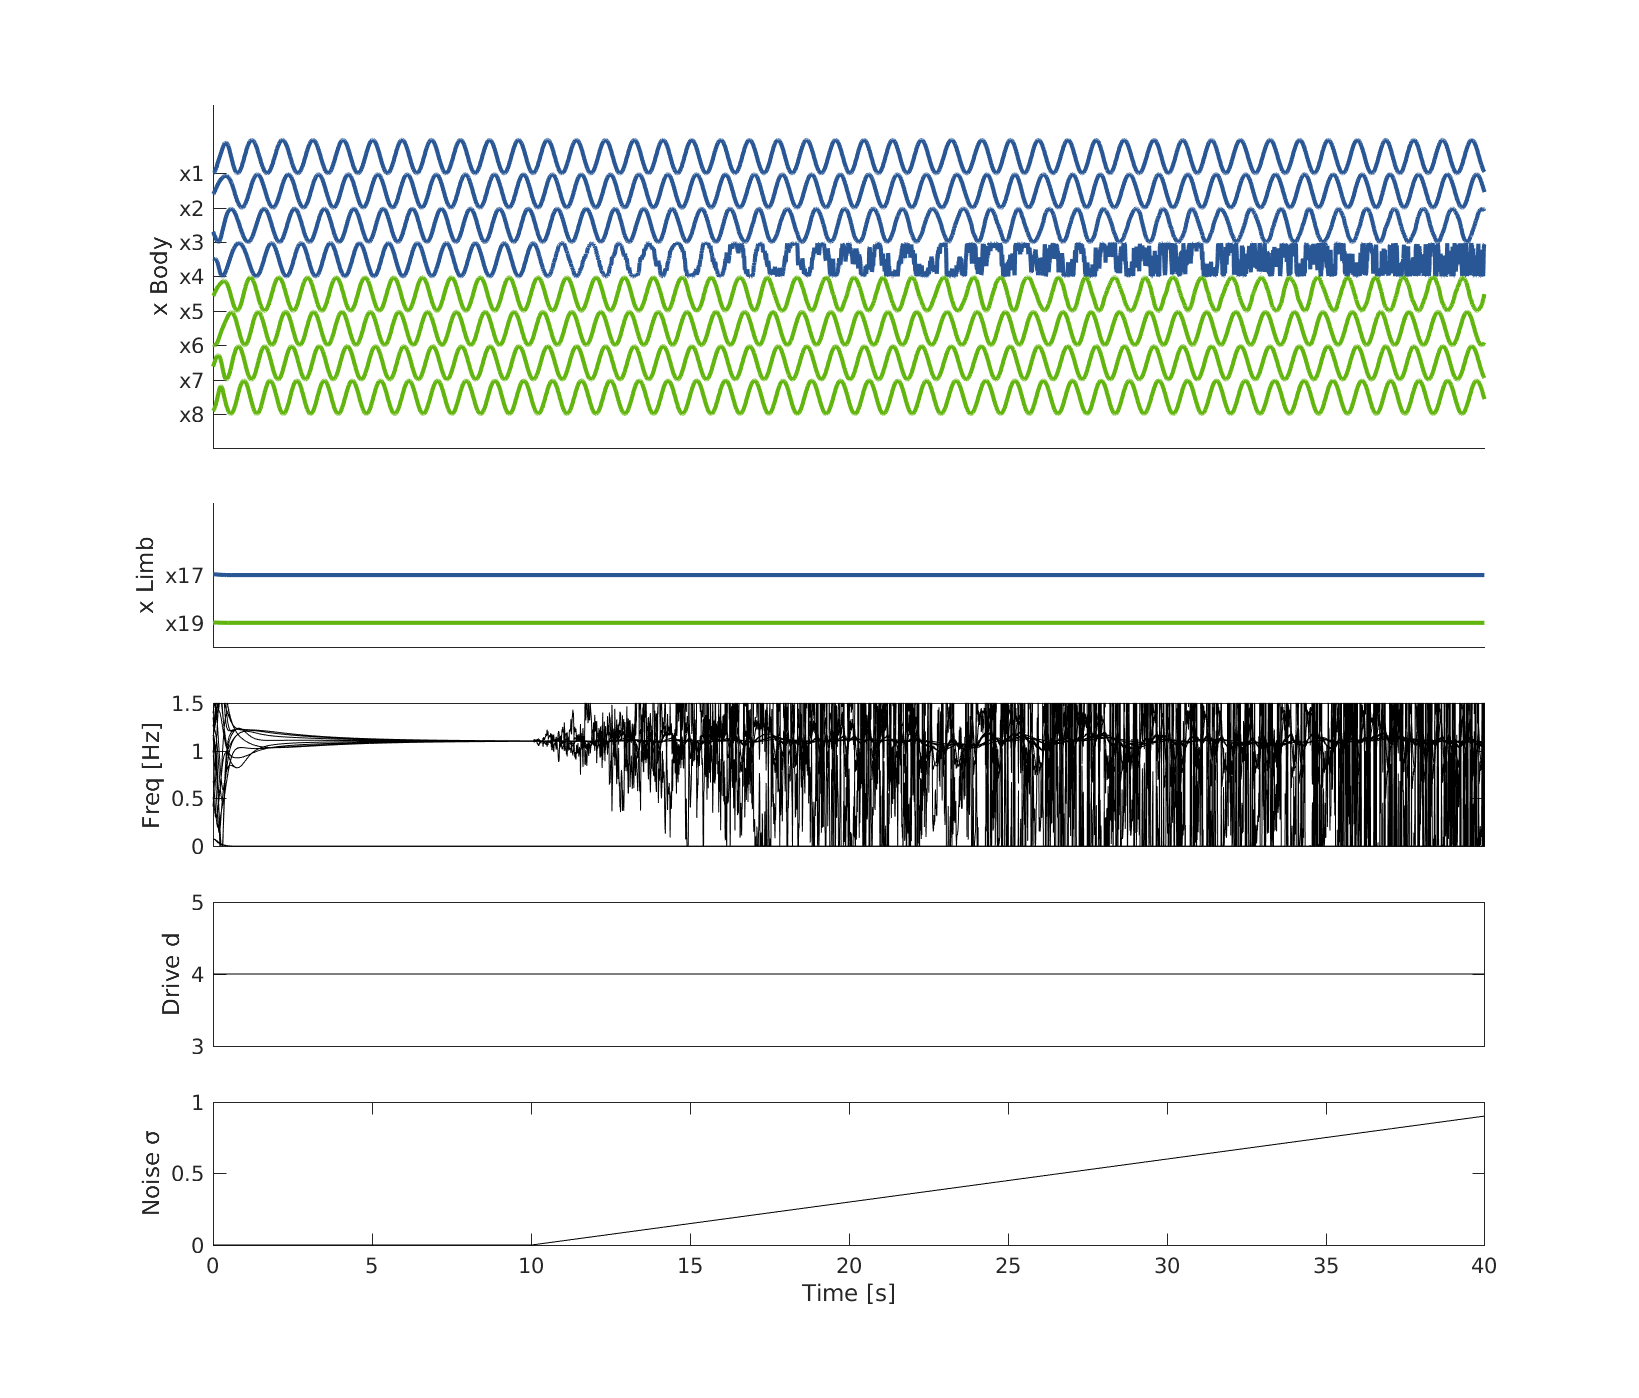 x Body
x1
x2
x3
x4
x5
x6
x7
x8
x Limb
x17
x19
Freq [Hz]
1.5
1
0.5
0
Drive d
5
4
3
Noise σ
1
0.5
0
0 5 10 15 20 25 30 35 40
Time [s]